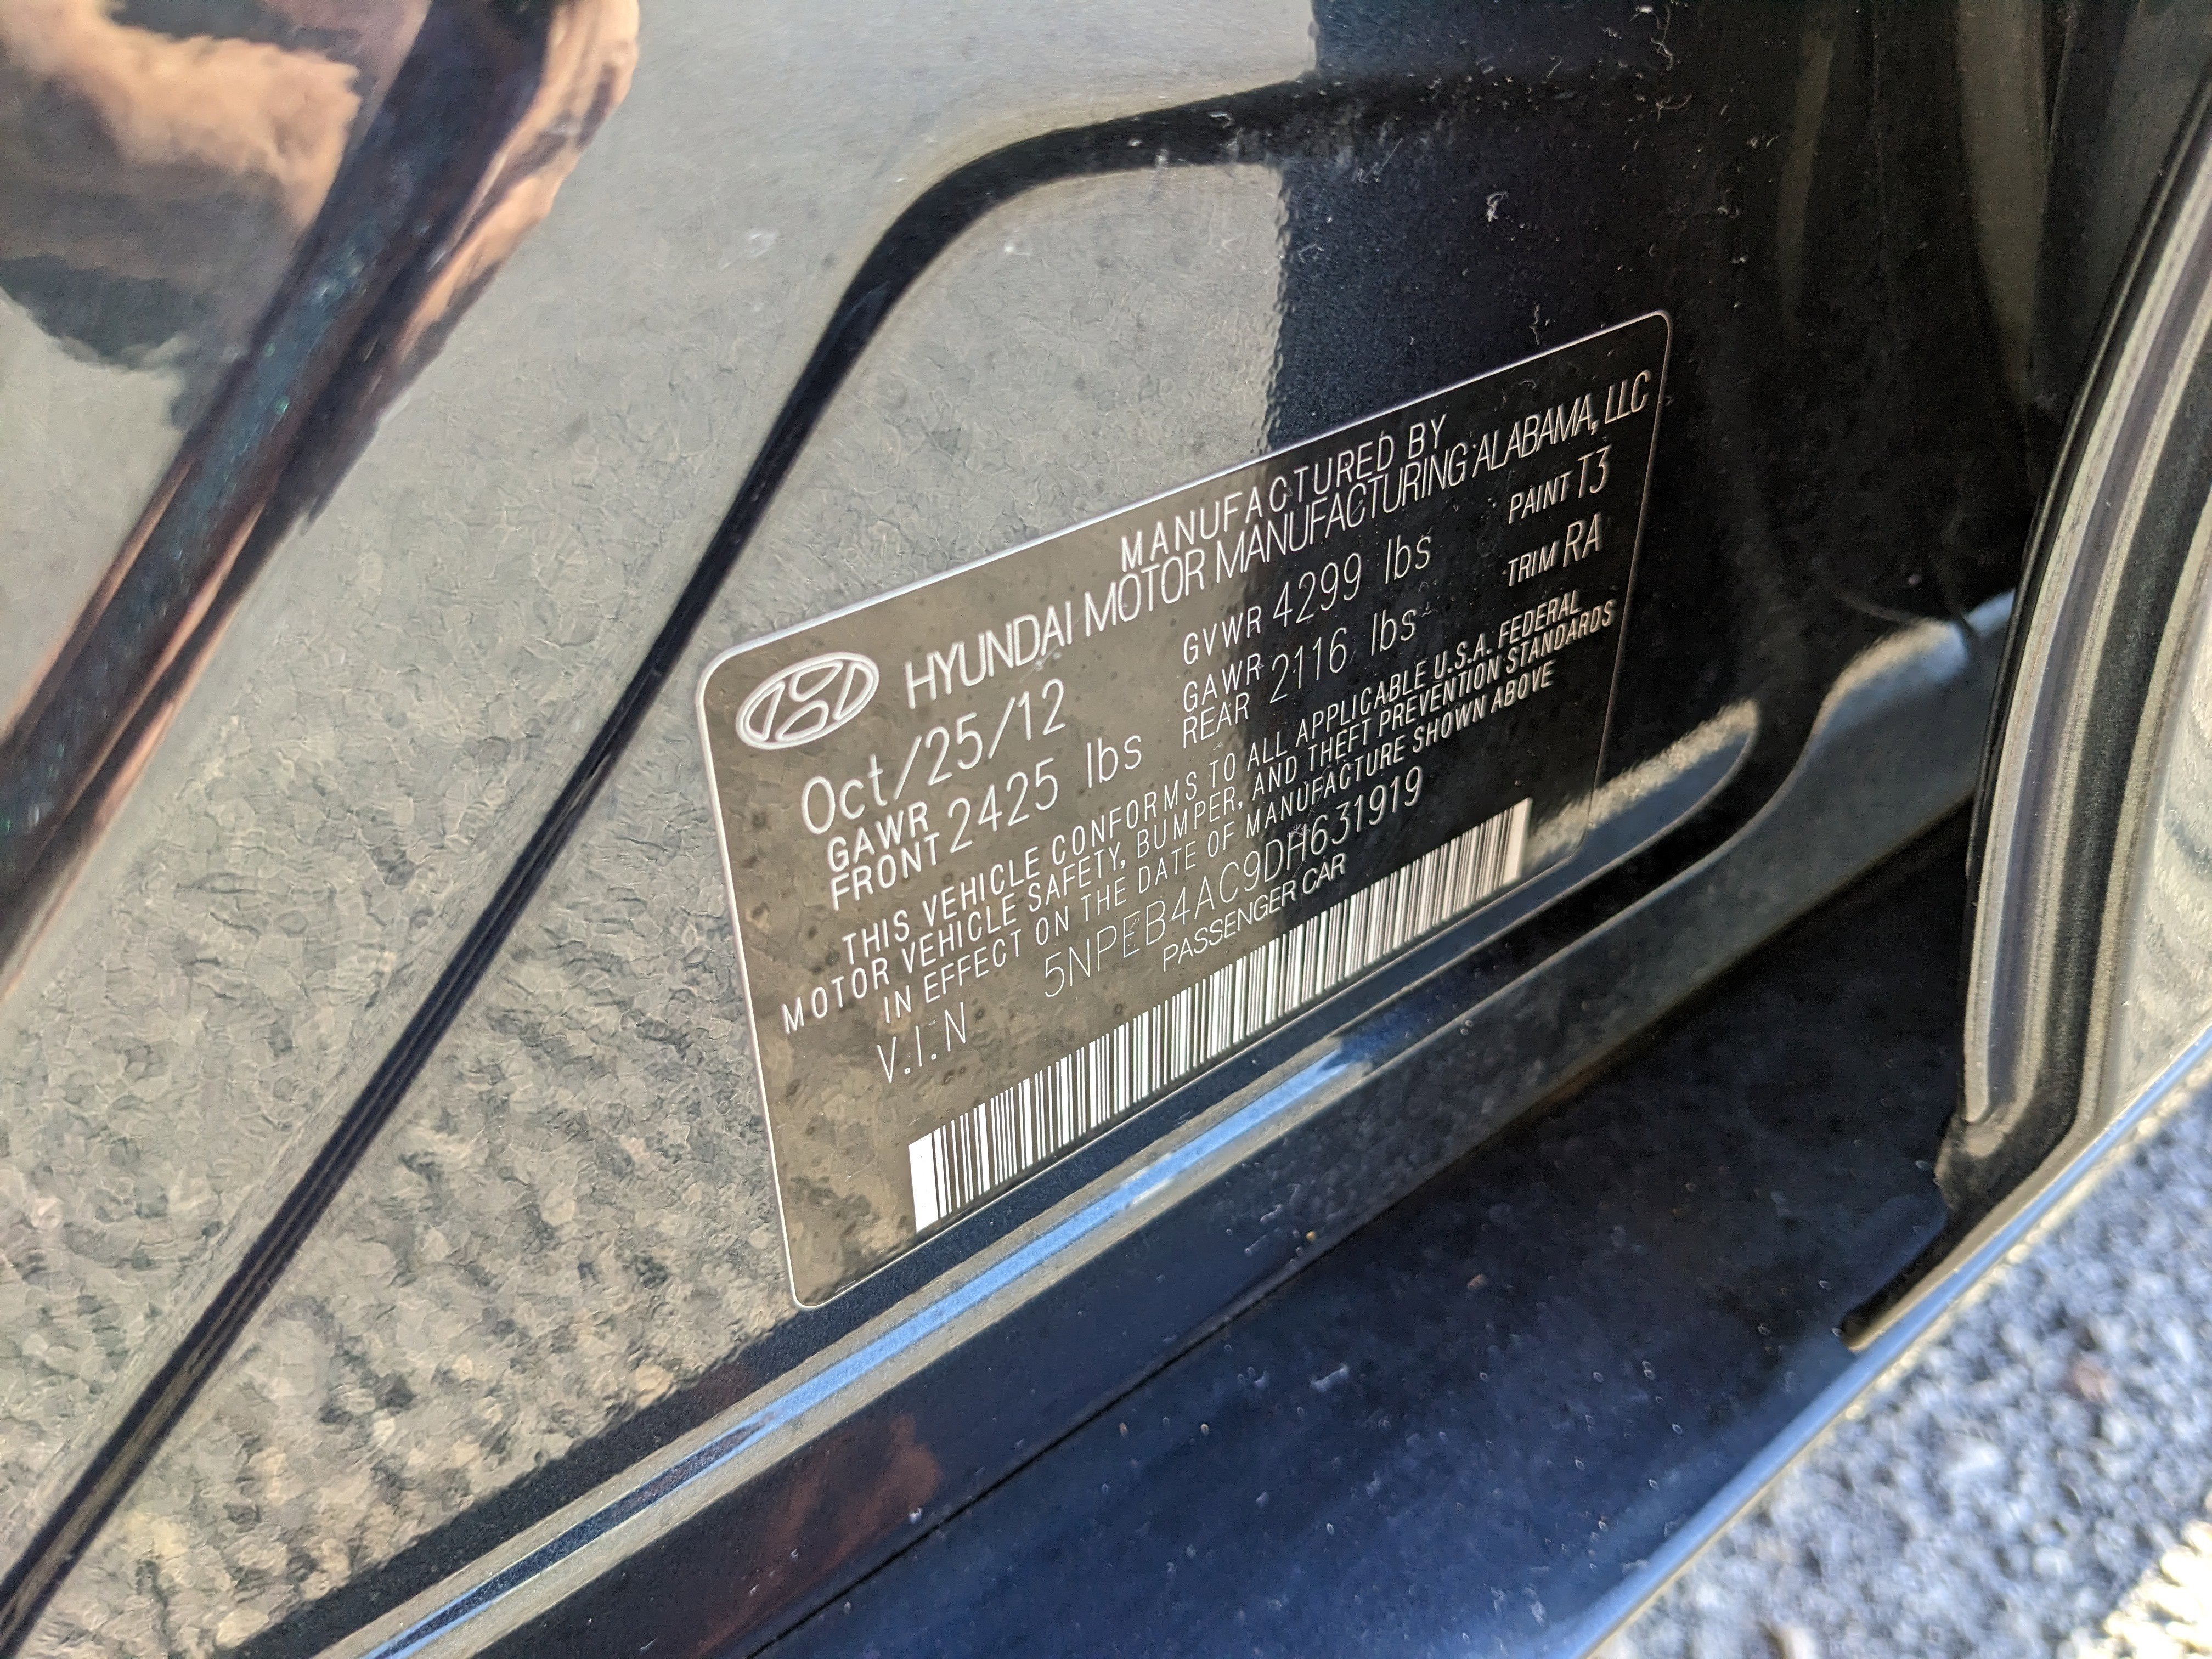 MANUFACTURED BY
HYUNDAI MOTOR MANUFACTURING ALABAMA, LLC
Oct/25/12 GVWR 4299 lbs PAINT T3
GAWR FRONT 2425 lbs GAWR REAR 2116 lbs TRIM RA
THIS VEHICLE CONFORMS TO ALL APPLICABLE U.S.A. FEDERAL
MOTOR VEHICLE SAFETY, BUMPER, AND THEFT PREVENTION STANDARDS
IN EFFECT ON THE DATE OF MANUFACTURE SHOWN ABOVE
V.I.N 5NPEB4AC9DH631919
PASSENGER CAR